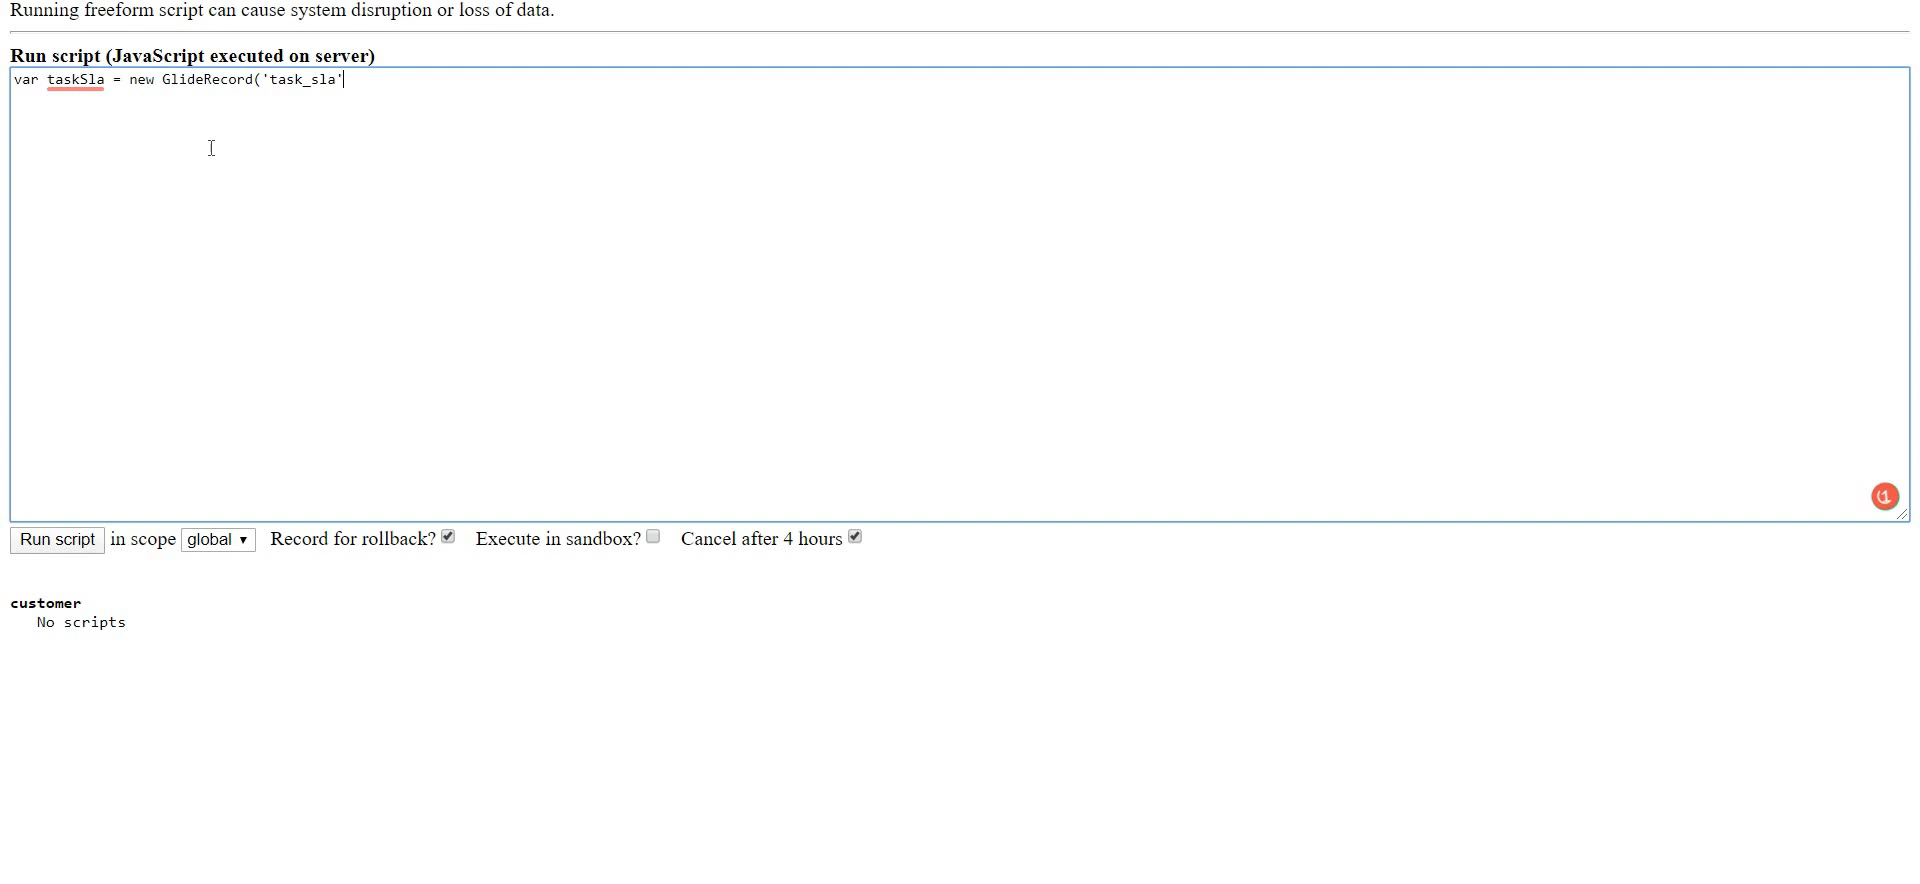 Running freeform script can cause system disruption or loss of data.
Run script (JavaScript executed on server)
var taskSla = new GlideRecord('task_sla'
1
Run script in scope global ▾ Record for rollback? Execute in sandbox? Cancel after 4 hours
customer
No scripts